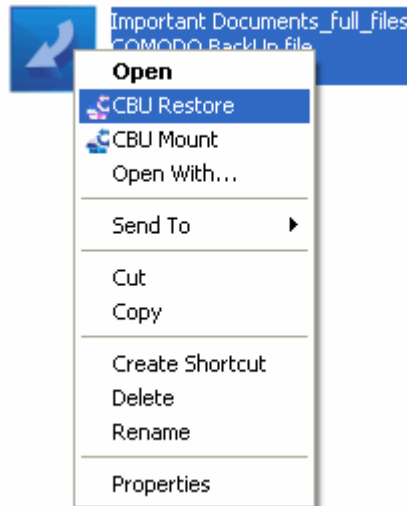 Important Documents_full_files
COMODO BackUp file
Open
CBU Restore
CBU Mount
Open With...
Send To
Cut
Copy
Create Shortcut
Delete
Rename
Properties